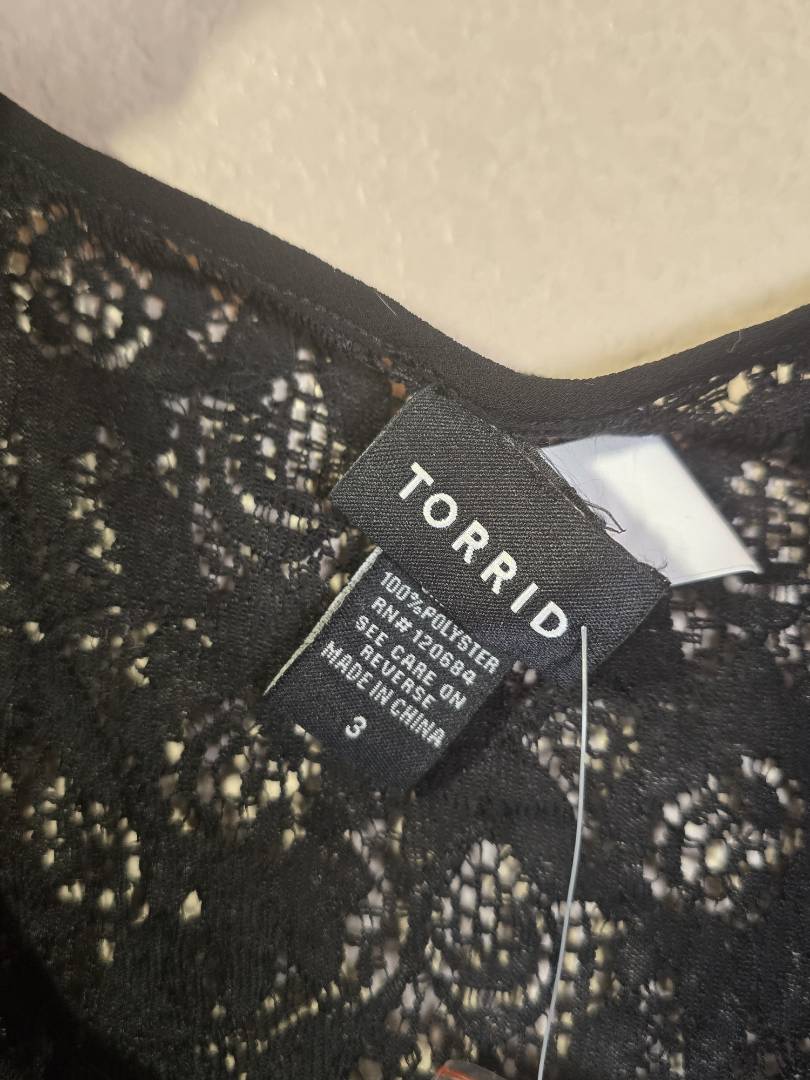 TORRID
100%POLYSTER
RN# 120684
SEE CARE ON
REVERSE
MADE IN CHINA
3